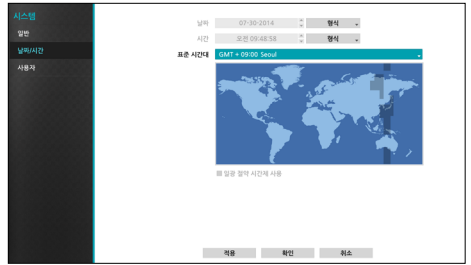 시스템
일반
날짜/시간
사용자
날짜 07-30-2014 형식
시간 오전 09:48:58 형식
표준 시간대 GMT + 09:00 Seoul
일광 절약 시간제 사용
적용 확인 취소